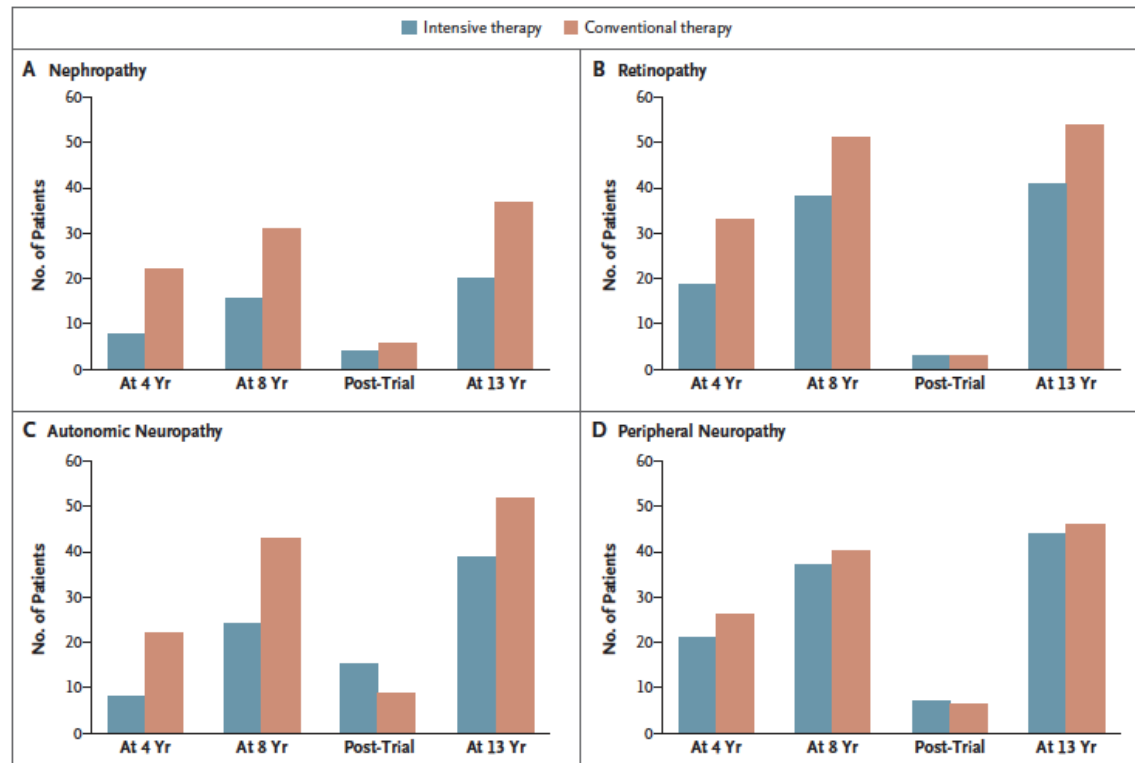 Intensive therapy Conventional therapy
A Nephropathy
60
50
40
30
20
10
0
No. of Patients
At 4 Yr At 8 Yr Post-Trial At 13 Yr
B Retinopathy
60
50
40
30
20
10
0
No. of Patients
At 4 Yr At 8 Yr Post-Trial At 13 Yr
C Autonomic Neuropathy
60
50
40
30
20
10
0
No. of Patients
At 4 Yr At 8 Yr Post-Trial At 13 Yr
D Peripheral Neuropathy
60
50
40
30
20
10
0
No. of Patients
At 4 Yr At 8 Yr Post-Trial At 13 Yr